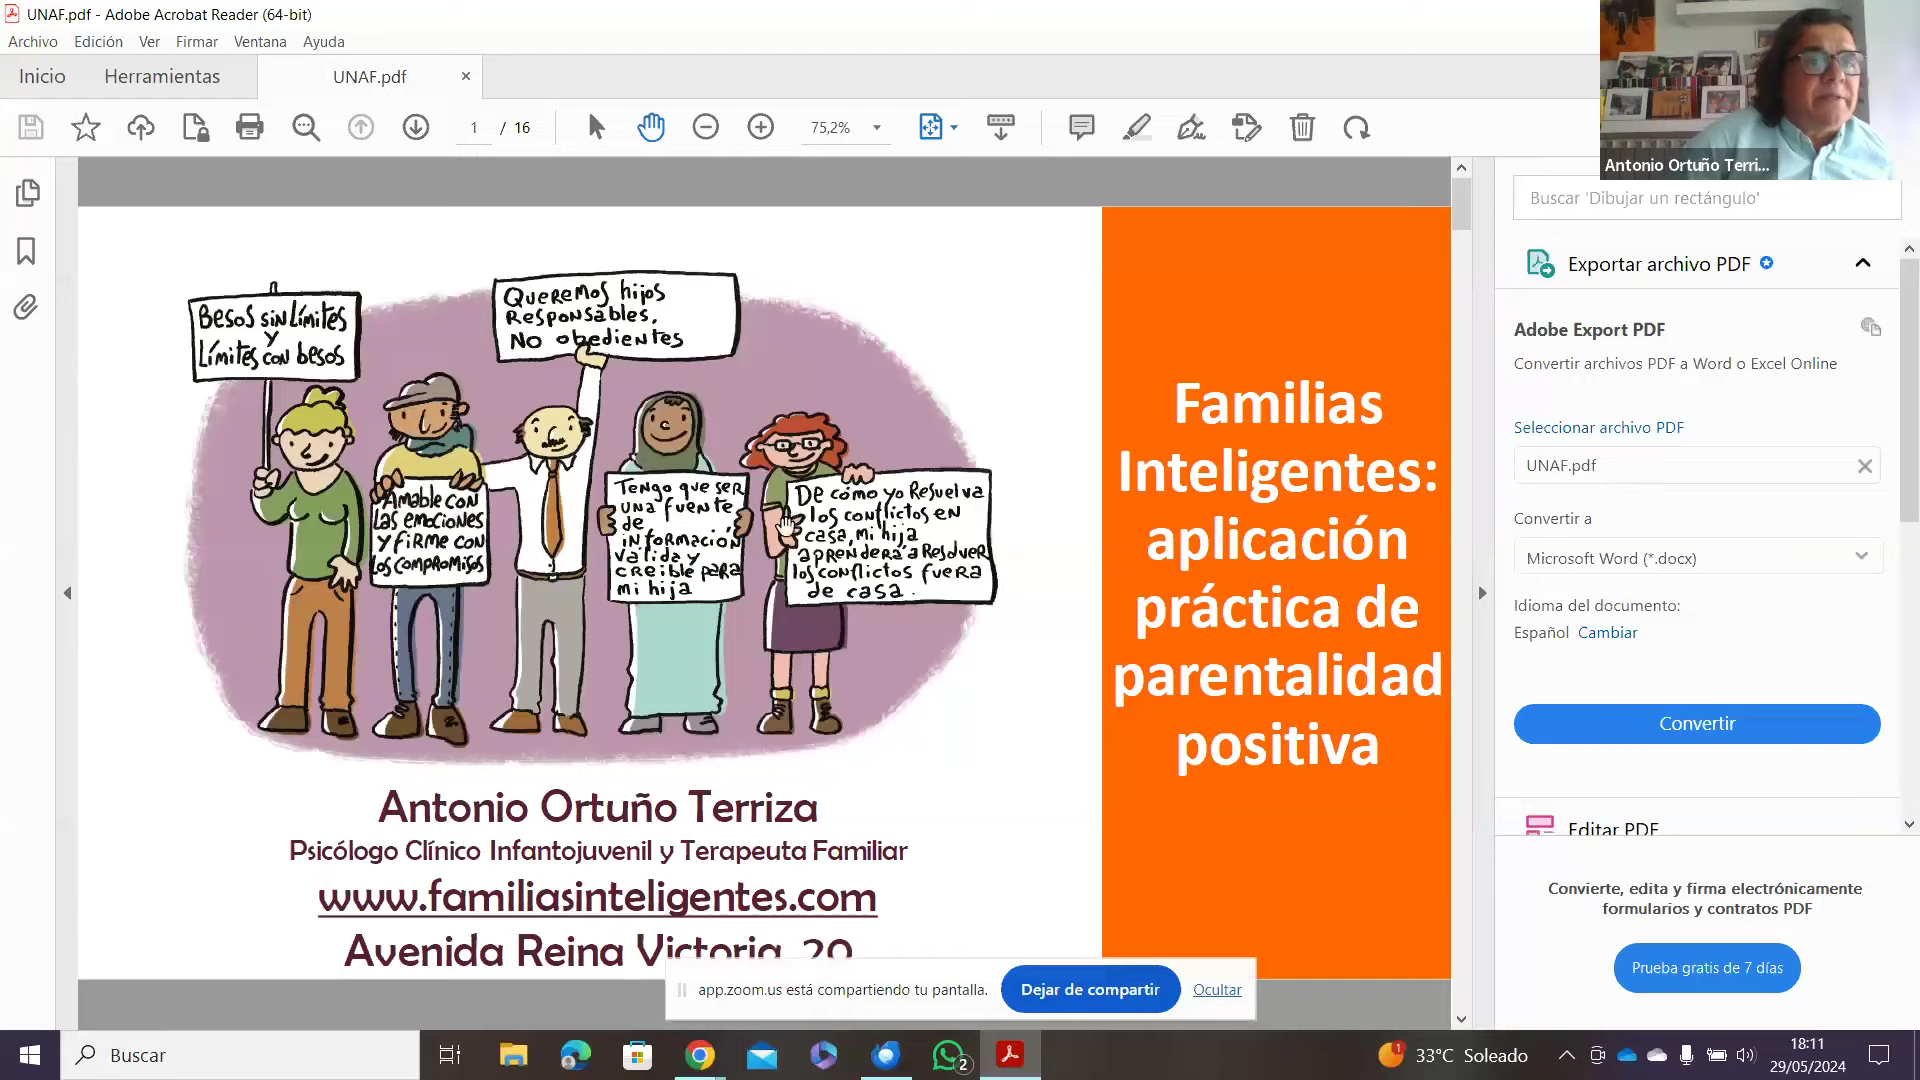 UNAF.pdf - Adobe Acrobat Reader (64-bit)
Archivo Edición Ver Firmar Ventana Ayuda
Inicio Herramientas UNAF.pdf ×
1 / 16 75,2%
Antonio Ortuño Terri...
Buscar 'Dibujar un rectángulo'
Exportar archivo PDF
Adobe Export PDF
Convertir archivos PDF a Word o Excel Online
Seleccionar archivo PDF
UNAF.pdf
Convertir a
Microsoft Word (*.docx)
Idioma del documento:
Español Cambiar
Convertir
Editar PDF
Convierte, edita y firma electrónicamente
formularios y contratos PDF
Prueba gratis de 7 días
Besos sin límites
y
límites con besos
Queremos hijos
responsables,
no obedientes
Amable con
las emociones
y firme con
los compromisos
Tengo que ser
una fuente
de
información
válida y
creible para
mi hija
De cómo yo resuelva
los conflictos en
casa, mi hija
aprenderá a resolver
los conflictos fuera
de casa.
Familias
Inteligentes:
aplicación
práctica de
parentalidad
positiva
Antonio Ortuño Terriza
Psicólogo Clínico Infantojuvenil y Terapeuta Familiar
www.familiasinteligentes.com
Avenida Reina Victoria, 20
app.zoom.us está compartiendo tu pantalla. Dejar de compartir Ocultar
Buscar
2
1
33°C Soleado
18:11
29/05/2024